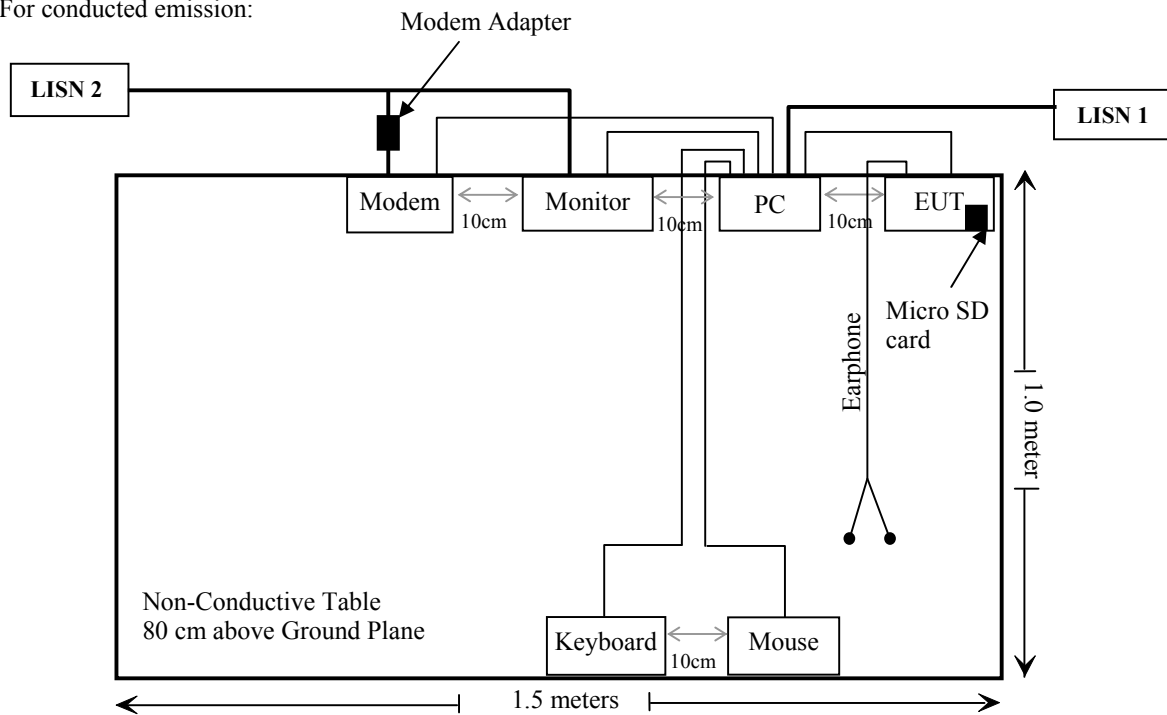 For conducted emission:
Modem Adapter
LISN 2
LISN 1
Modem
Monitor
PC
EUT
10cm
10cm
10cm
Micro SD
card
Earphone
1.0 meter
Non-Conductive Table
80 cm above Ground Plane
Keyboard
Mouse
10cm
1.5 meters